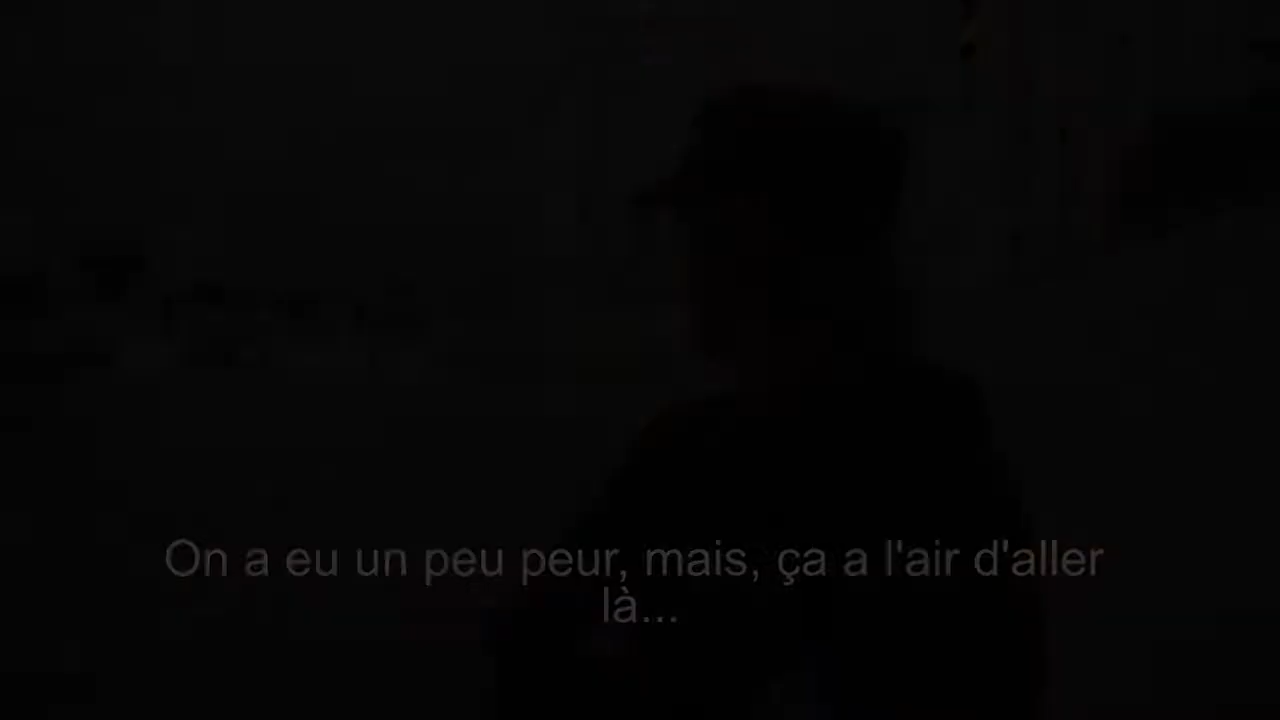 On a eu un peu peur, mais, ça a l'air d'aller
là...